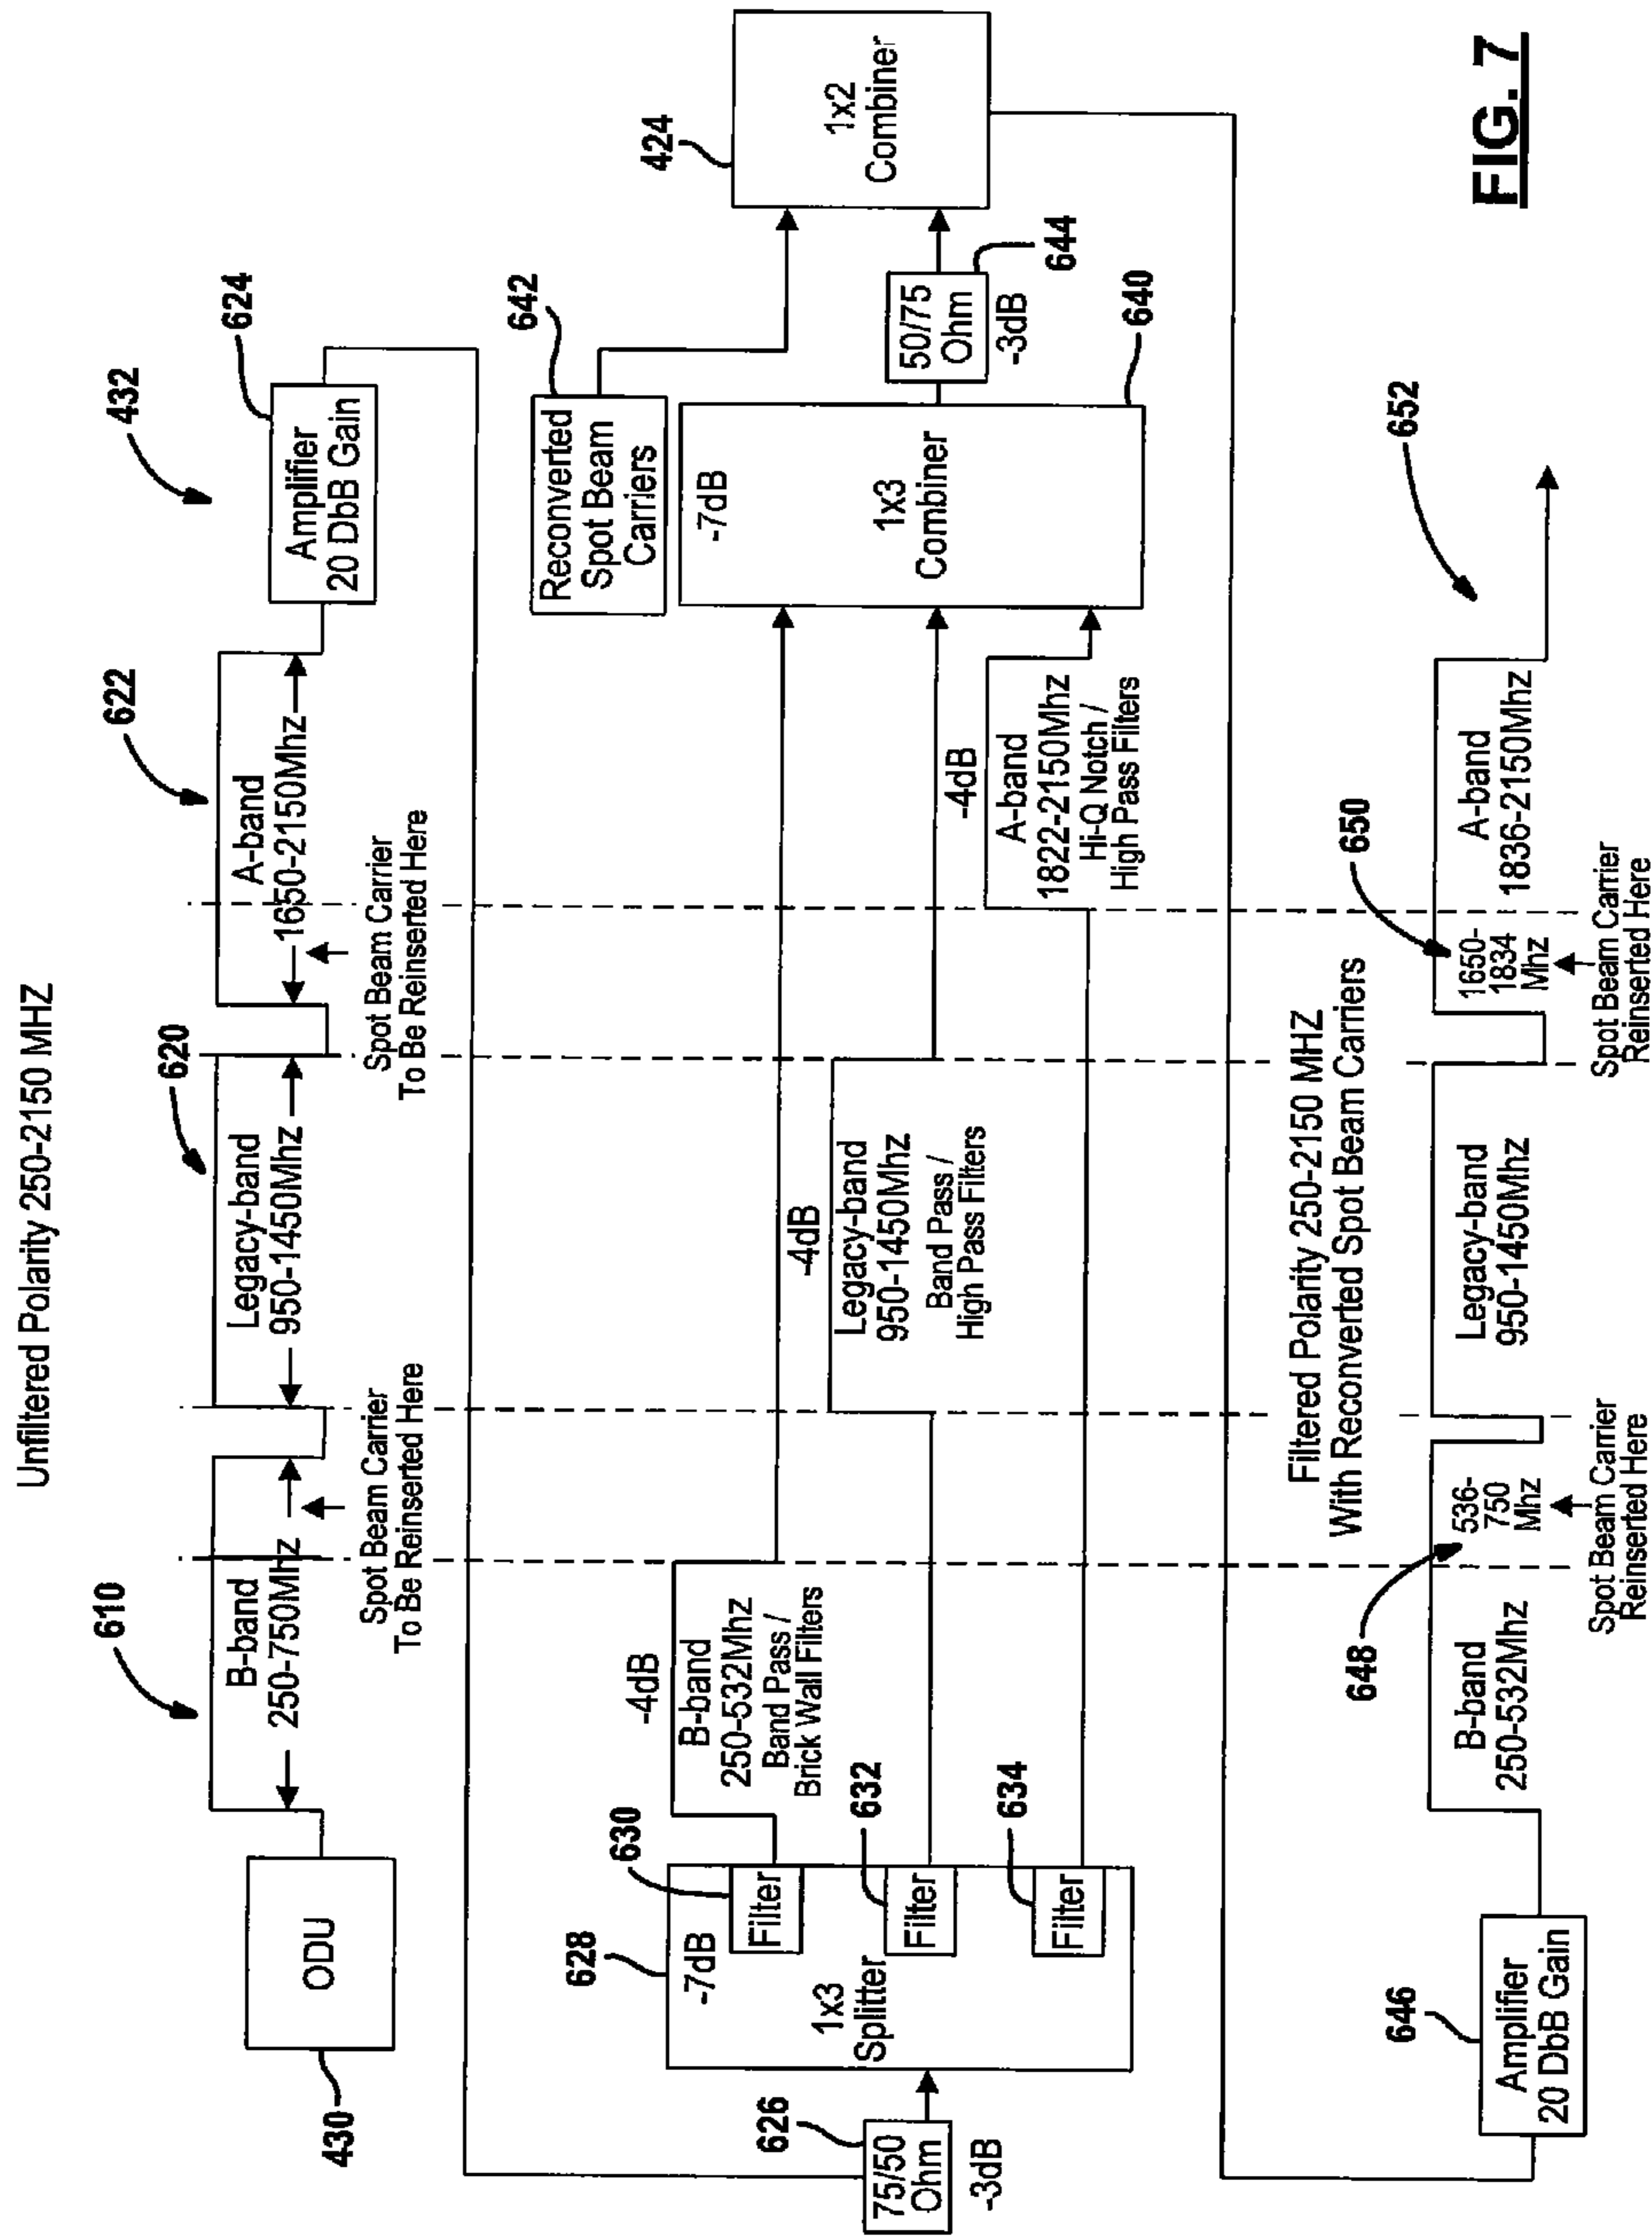 Unfiltered Polarity 250-2150 MHZ
610
620
622
432
624
B-band
250-750Mhz
Legacy-band
950-1450Mhz
A-band
1650-2150Mhz
ODU
430
Amplifier
20 DbB Gain
Spot Beam Carrier
To Be Reinserted Here
Spot Beam Carrier
To Be Reinserted Here
642
424
Reconverted
Spot Beam
Carriers
1x2
Combiner
628
630
-4dB
-7dB
Filter
B-band
250-532Mhz
Band Pass /
Brick Wall Filters
-4dB
-7dB
626
75/50
Ohm
-3dB
1x3
Splitter
632
Filter
Legacy-band
950-1450Mhz
Band Pass /
High Pass Filters
-4dB
1x3
Combiner
50/75
Ohm
-3dB
644
634
Filter
A-band
1822-2150Mhz
Hi-Q Notch /
High Pass Filters
640
Filtered Polarity 250-2150 MHZ
With Reconverted Spot Beam Carriers
648
650
652
646
Amplifier
20 DbB Gain
B-band
250-532Mhz
536-
750
Mhz
Legacy-band
950-1450Mhz
1650-
1834
Mhz
A-band
1836-2150Mhz
Spot Beam Carrier
Reinserted Here
Spot Beam Carrier
Reinserted Here
FIG. 7